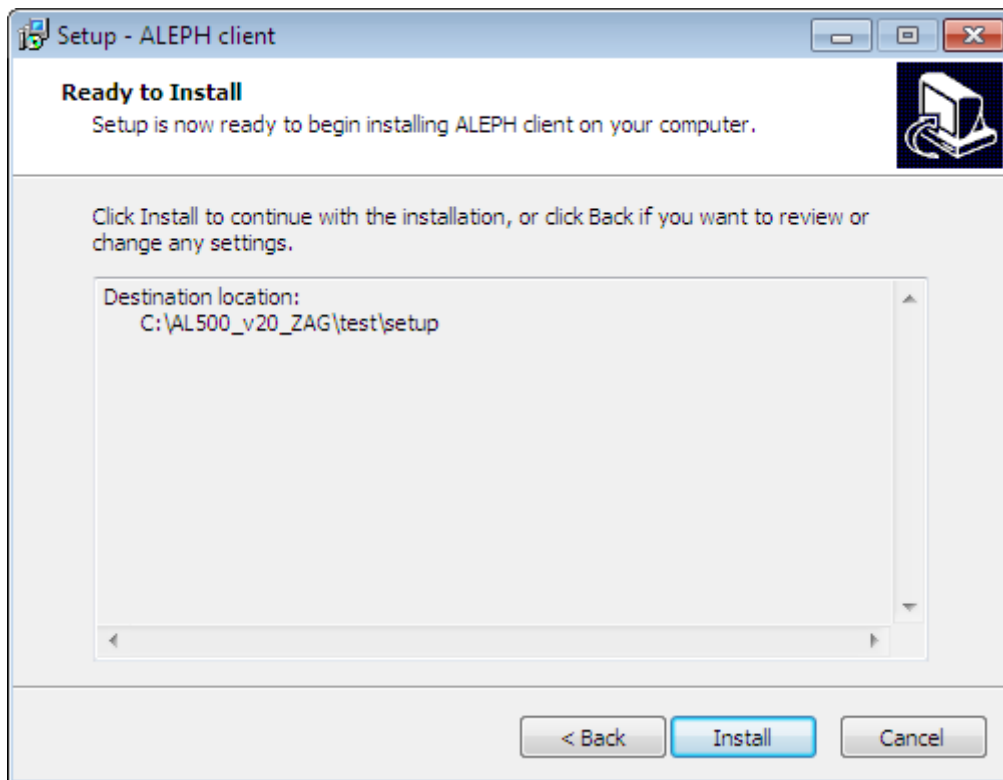 Setup - ALEPH client
Ready to Install
Setup is now ready to begin installing ALEPH client on your computer.
Click Install to continue with the installation, or click Back if you want to review or
change any settings.
Destination location:
C:\AL500_v20_ZAG\test\setup
< Back
Install
Cancel